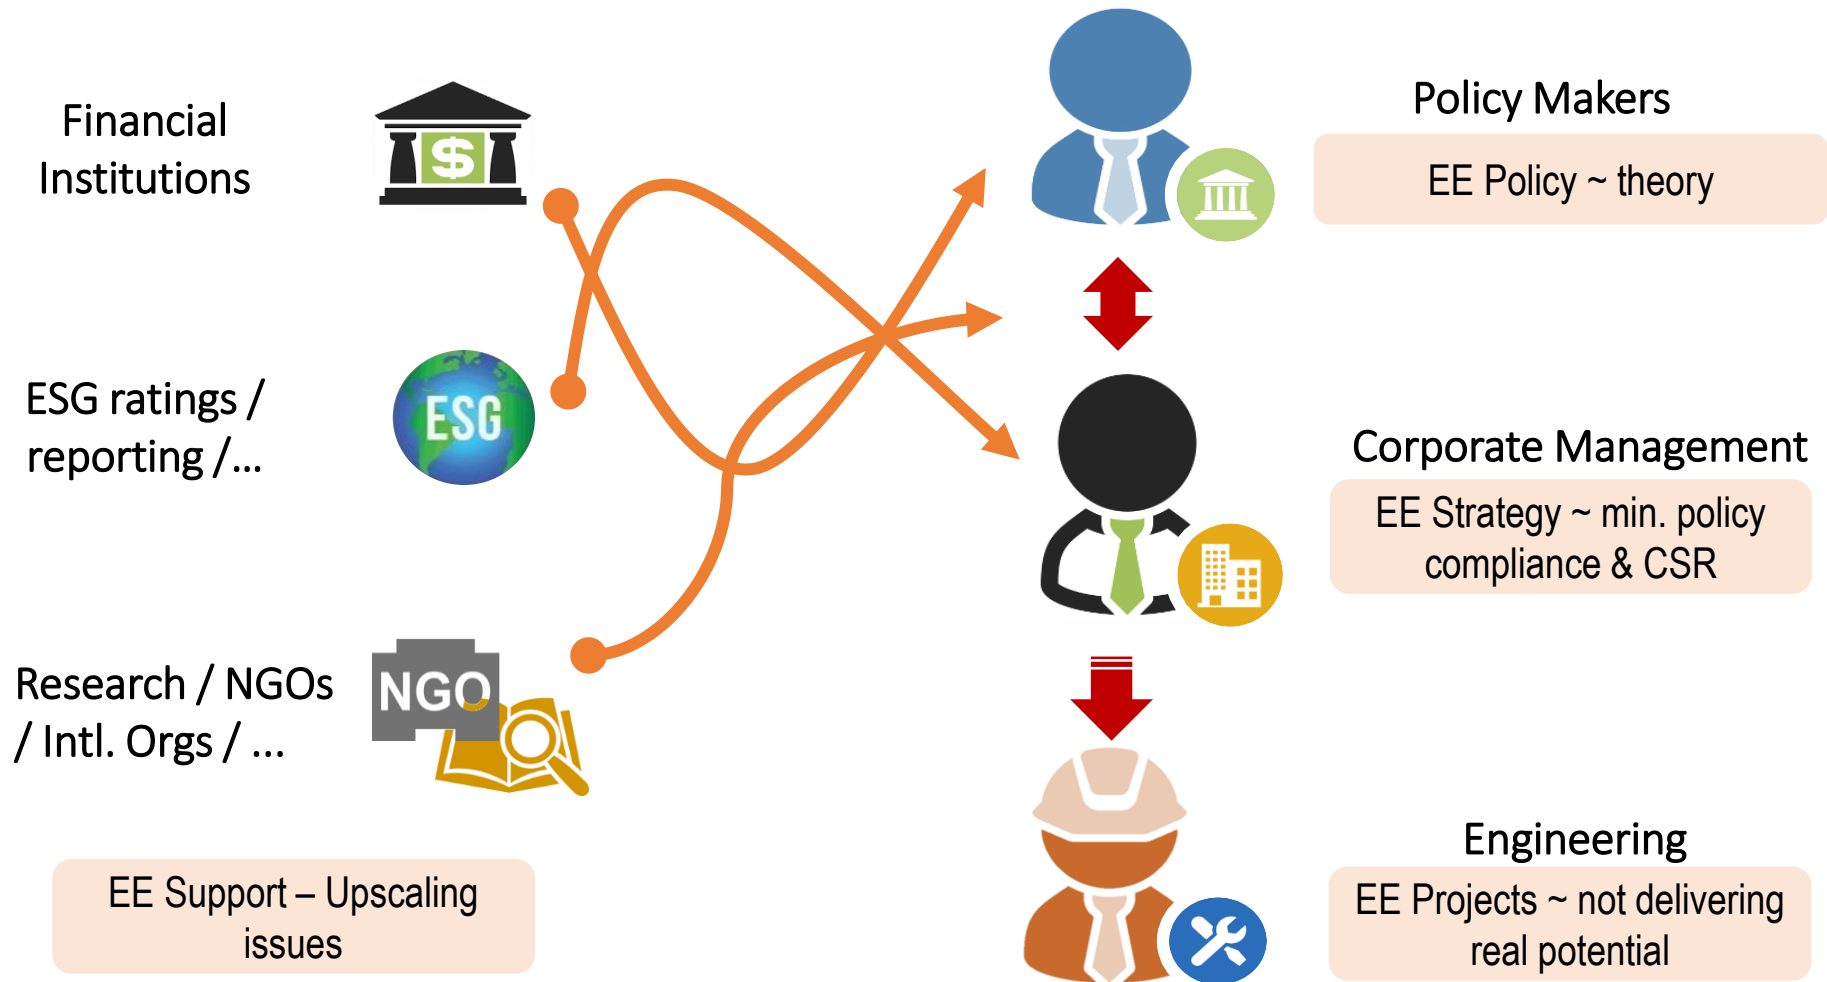 Financial
Institutions
$
ESG ratings /
reporting /...
ESG
Research / NGOs
/ Intl. Orgs / ...
NGO
EE Support – Upscaling
issues
Policy Makers
EE Policy ~ theory
Corporate Management
EE Strategy ~ min. policy
compliance & CSR
Engineering
EE Projects ~ not delivering
real potential